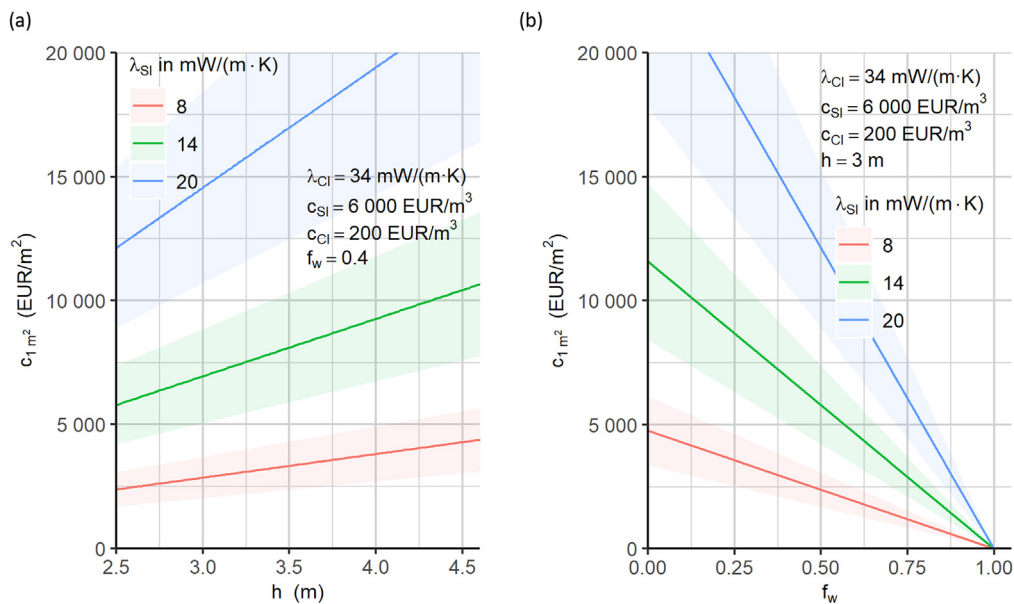 (a)
20 000
15 000
10 000
5 000
0
c₁ ₘ² (EUR/m²)
λSI in mW/(m · K)
8
14
20
λCI = 34 mW/(m·K)
cSI = 6 000 EUR/m³
cCI = 200 EUR/m³
fw = 0.4
2.5 3.0 3.5 4.0 4.5
h (m)
(b)
20 000
15 000
10 000
5 000
0
c₁ ₘ² (EUR/m²)
λCI = 34 mW/(m·K)
cSI = 6 000 EUR/m³
cCI = 200 EUR/m³
h = 3 m
λSI in mW/(m · K)
8
14
20
0.00 0.25 0.50 0.75 1.00
fw